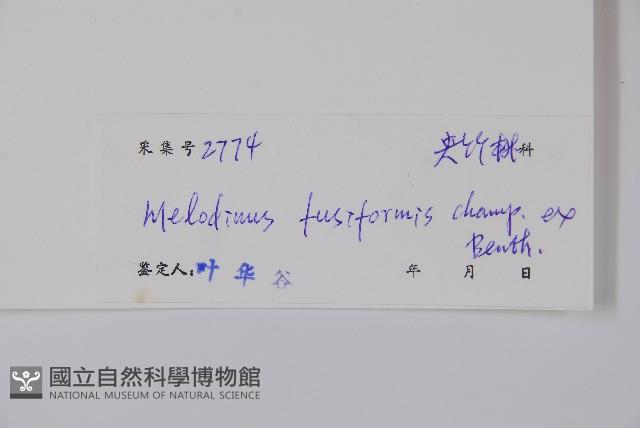 采集号 2774 夹竹桃科
Melodinus fusiformis champ. ex
Benth.
鉴定人: 叶华谷 年 月 日
國立自然科學博物館
NATIONAL MUSEUM OF NATURAL SCIENCE